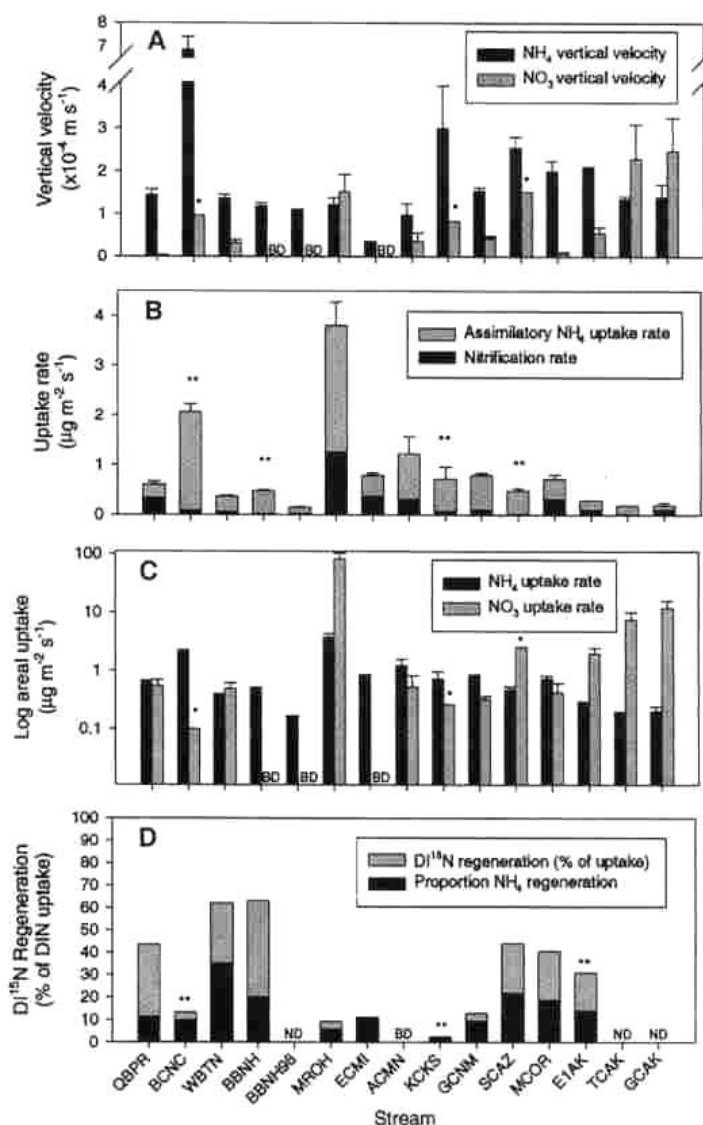 A
NH₄ vertical velocity
NO₃ vertical velocity
Vertical velocity
(x10⁻⁴ m s⁻¹)
8
7
4
3
2
1
0
*
BD
BD
BD
*
*
B
Assimilatory NH₄ uptake rate
Nitrification rate
Uptake rate
(µg m⁻² s⁻¹)
4
3
2
1
0
**
**
**
**
C
NH₄ uptake rate
NO₃ uptake rate
Log areal uptake
(µg m⁻² s⁻¹)
100
10
1
0.1
*
BD
BD
BD
*
*
D
DI¹⁵N regeneration (% of uptake)
Proportion NH₄ regeneration
DI¹⁵N Regeneration
(% of DIN uptake)
100
90
80
70
60
50
40
30
20
10
0
**
ND
BD
**
**
ND
ND
QBPR
BCNC
WBTN
BBNH
BBNH98
MROH
ECMI
ACMN
KCKS
GCNM
SCAZ
MCOR
E1AK
TCAK
GCAK
Stream